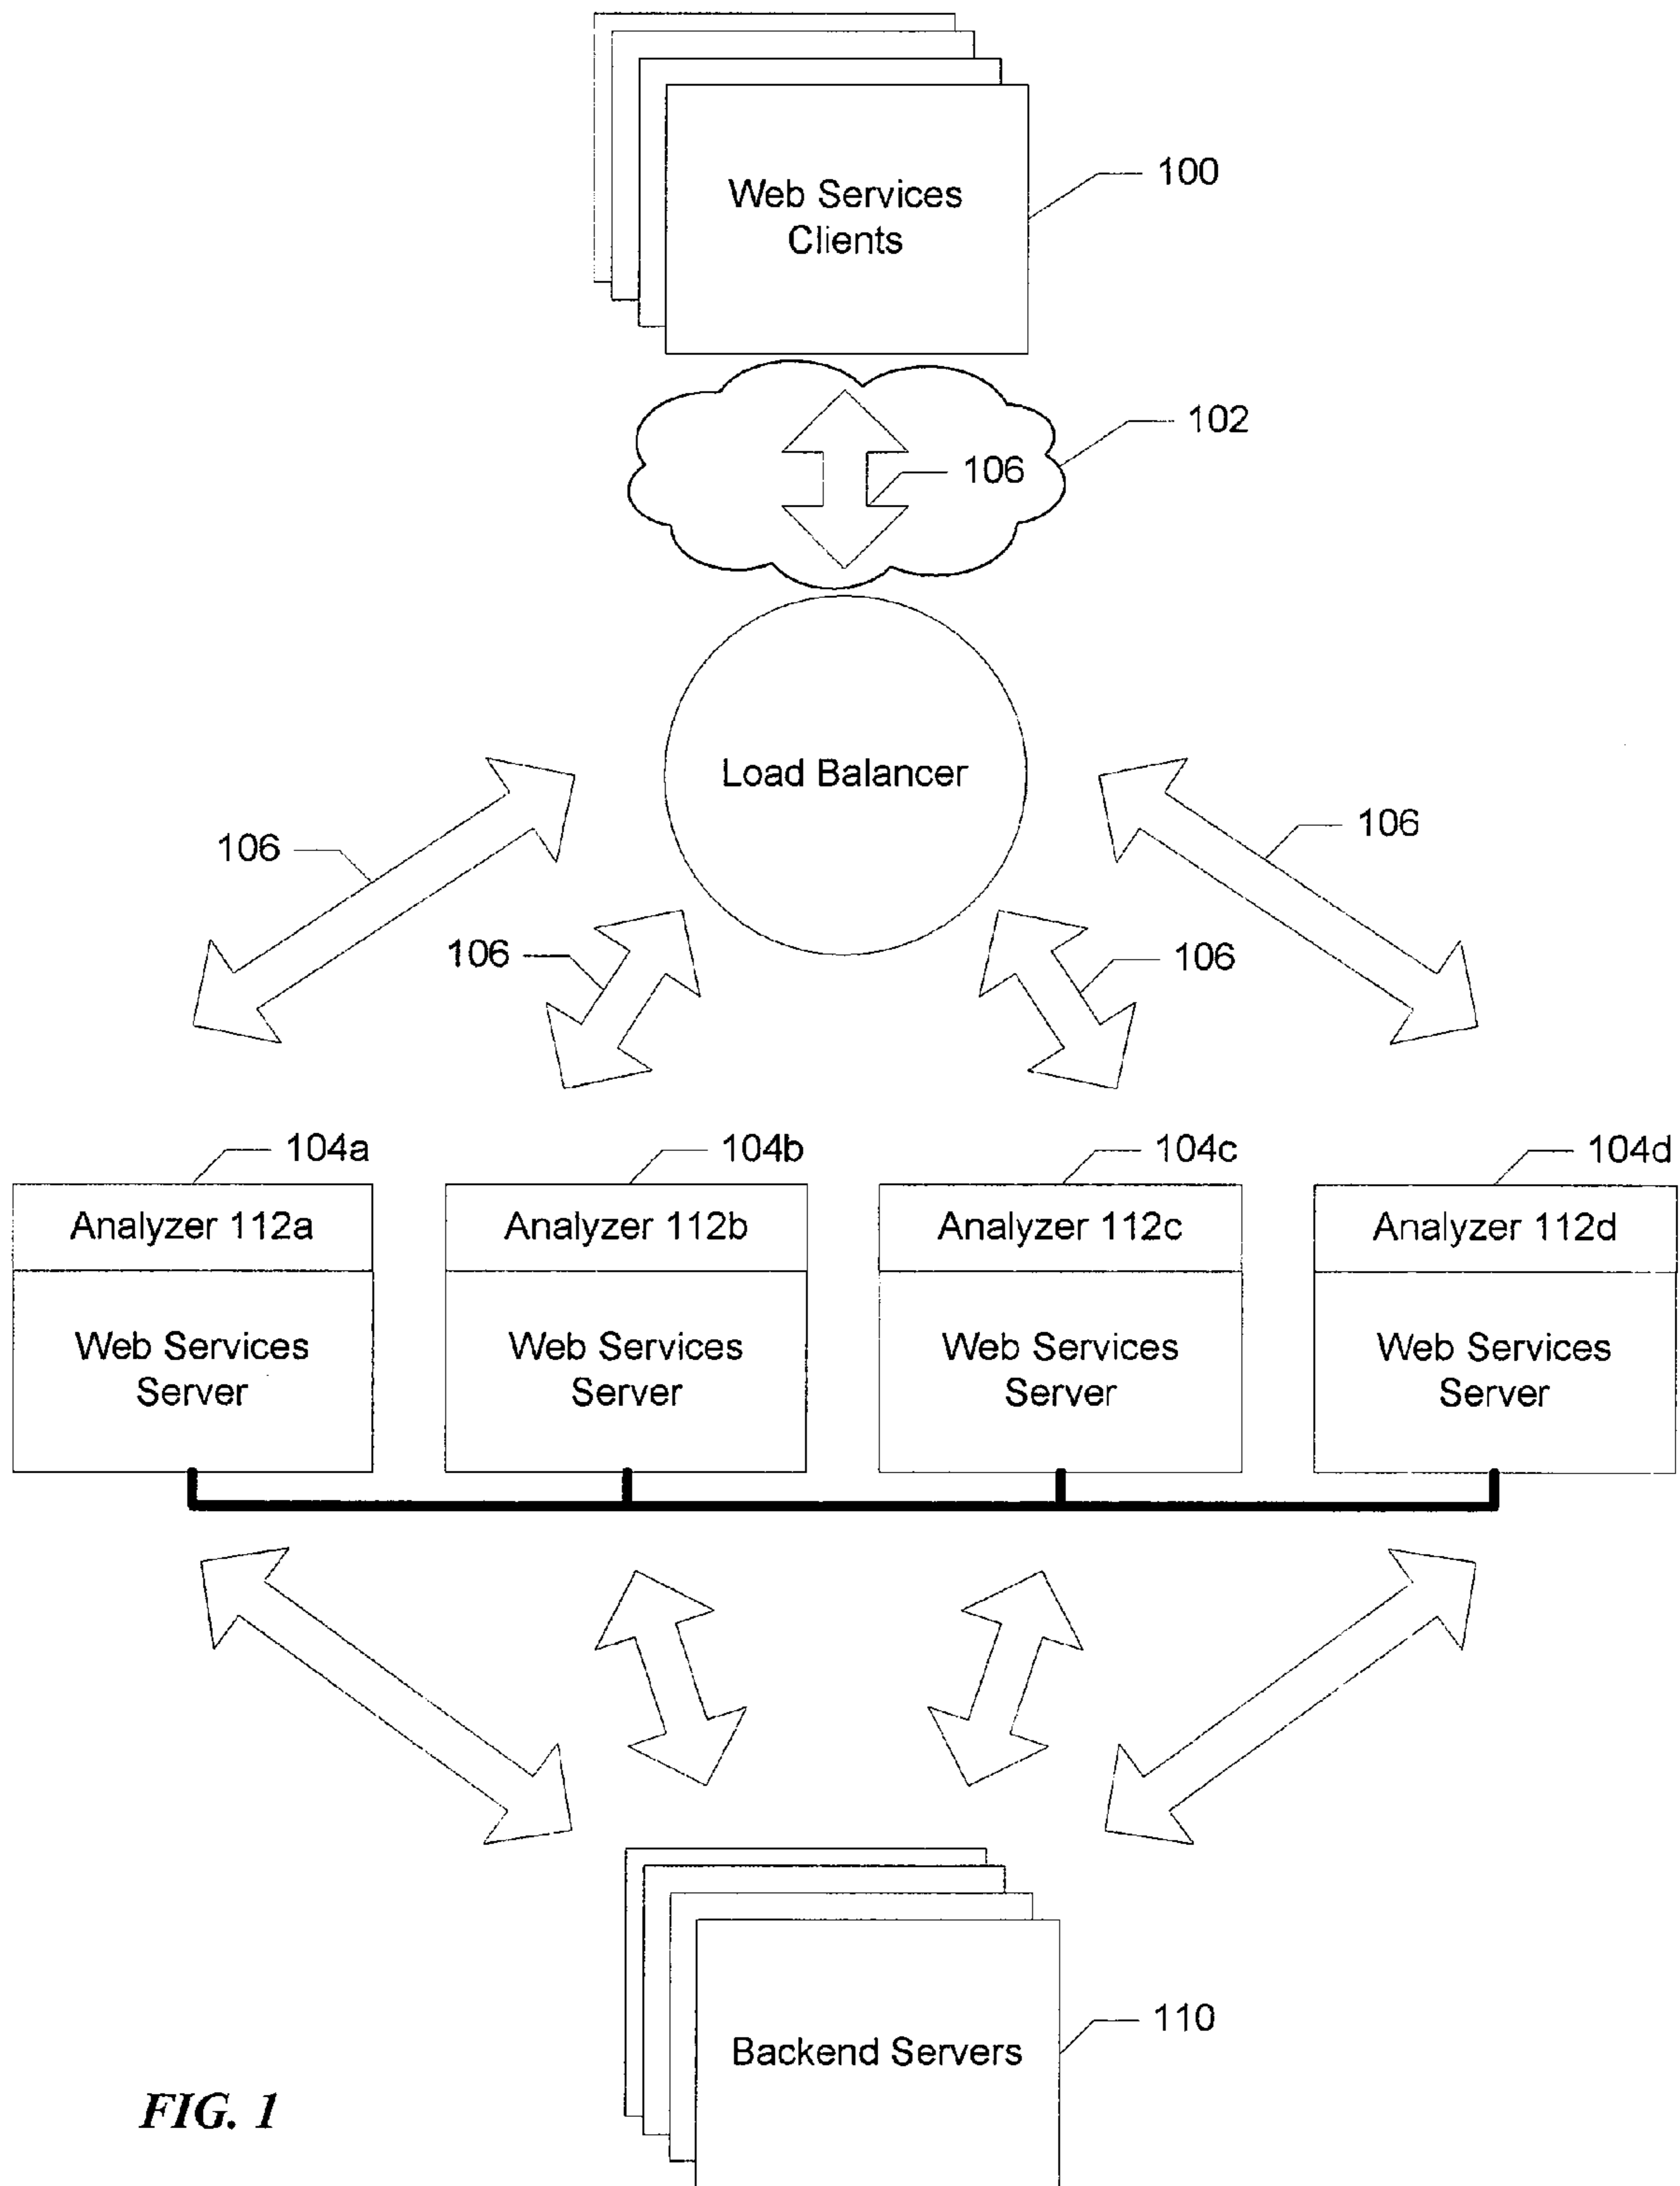 Web Services
Clients
100
102
106
Load Balancer
106
106
106
106
104a
104b
104c
104d
Analyzer 112a
Analyzer 112b
Analyzer 112c
Analyzer 112d
Web Services
Server
Web Services
Server
Web Services
Server
Web Services
Server
Backend Servers
110
FIG. 1